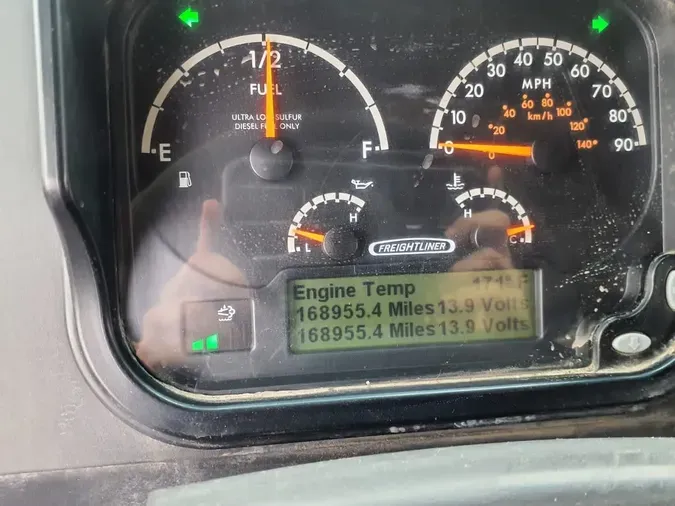 1/2
FUEL
ULTRA LOW SULFUR
DIESEL FUEL ONLY
E F
0 10 20 30 40 50 60 70 80 90
MPH
0 20 40 60 80 100 120 140
km/h
L H
H C
FREIGHTLINER
Engine Temp 171° F
168955.4 Miles 13.9 Volts
168955.4 Miles 13.9 Volts